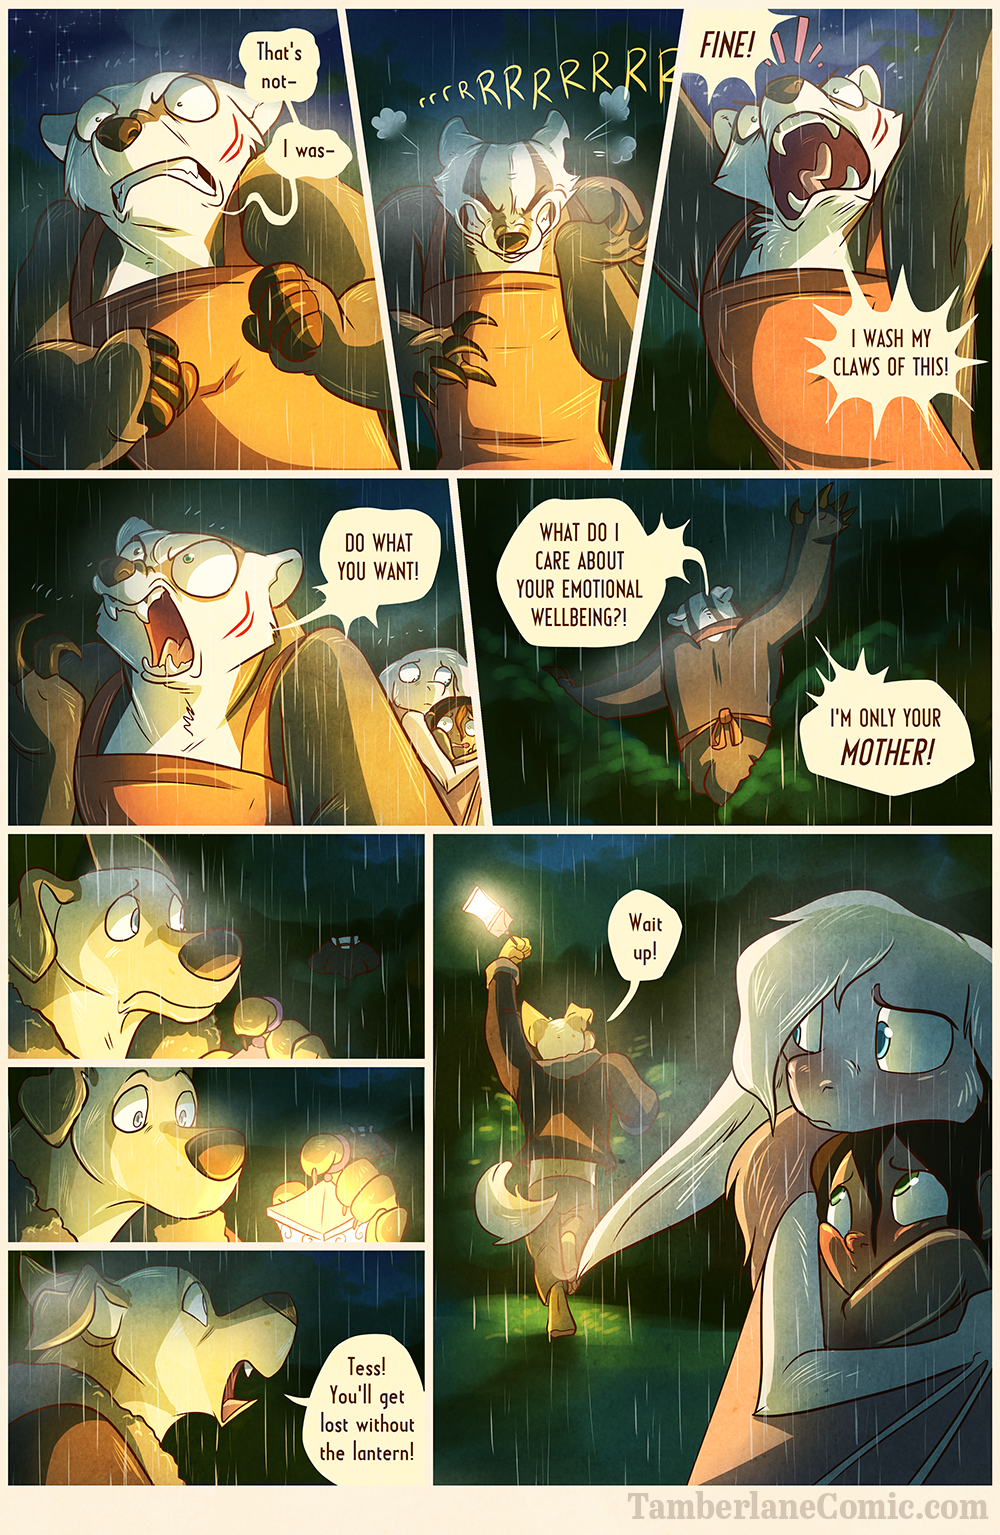 That's
not-
I was-
rrrRRRRRRRR
FINE!
I WASH MY
CLAWS OF THIS!
DO WHAT
YOU WANT!
WHAT DO I
CARE ABOUT
YOUR EMOTIONAL
WELLBEING?!
I'M ONLY YOUR
MOTHER!
Tess!
You'll get
lost without
the lantern!
Wait
up!
TamberlaneComic.com